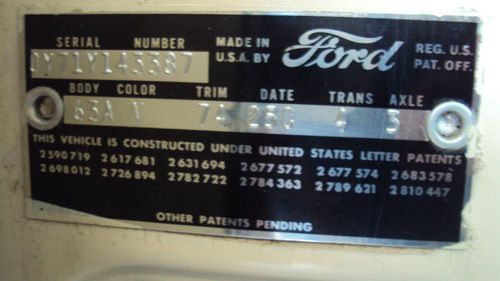 SERIAL NUMBER
0Y71Y143387
MADE IN
U.S.A. BY
Ford
REG. U.S.
PAT. OFF.
BODY COLOR TRIM DATE TRANS AXLE
63A V 74 4 3
THIS VEHICLE IS CONSTRUCTED UNDER UNITED STATES LETTER PATENTS
2 590 719 2 617 681 2 631 694 2 677 572 2 677 574 2 683 578
2 698 012 2 726 894 2 782 722 2 784 363 2 789 621 2 810 447
OTHER PATENTS PENDING